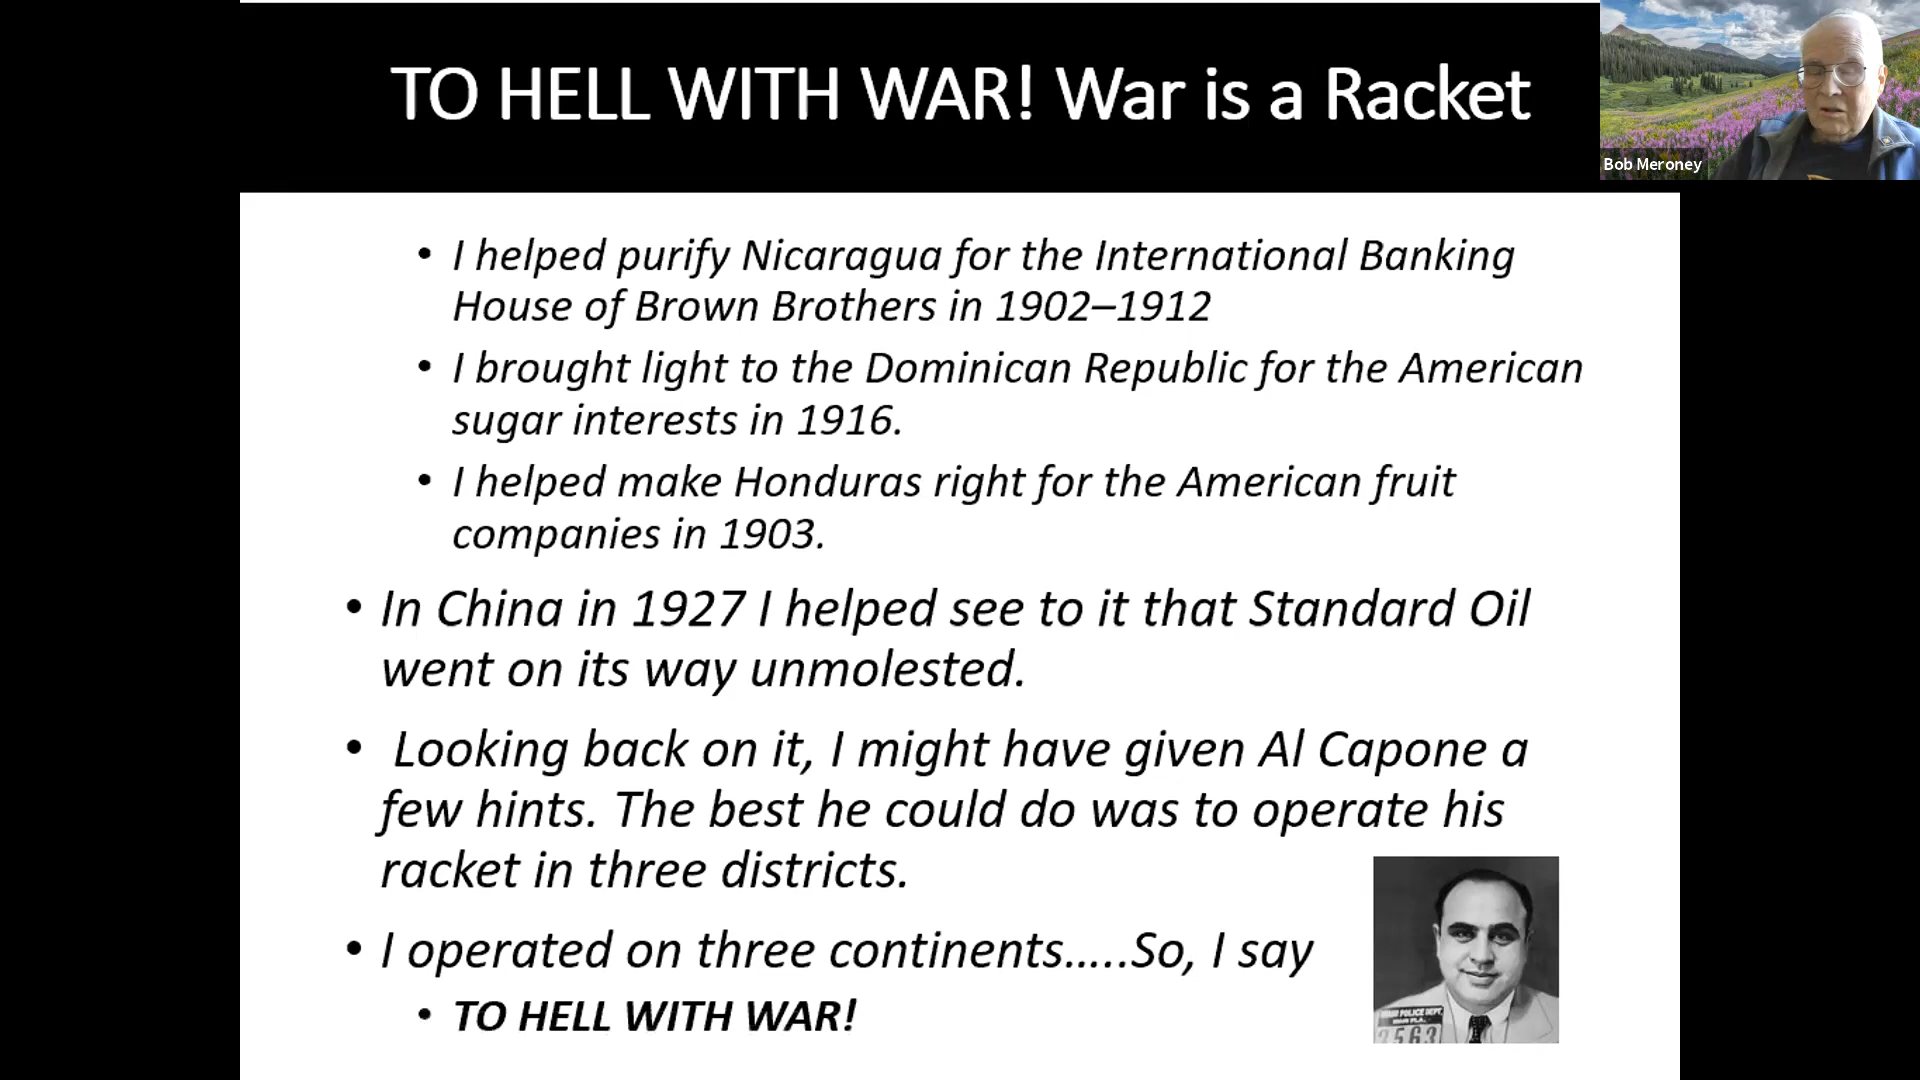 TO HELL WITH WAR! War is a Racket
Bob Meroney
• I helped purify Nicaragua for the International Banking
House of Brown Brothers in 1902–1912
• I brought light to the Dominican Republic for the American
sugar interests in 1916.
• I helped make Honduras right for the American fruit
companies in 1903.
• In China in 1927 I helped see to it that Standard Oil
went on its way unmolested.
• Looking back on it, I might have given Al Capone a
few hints. The best he could do was to operate his
racket in three districts.
• I operated on three continents…..So, I say
• TO HELL WITH WAR!
POLICE DEPT.